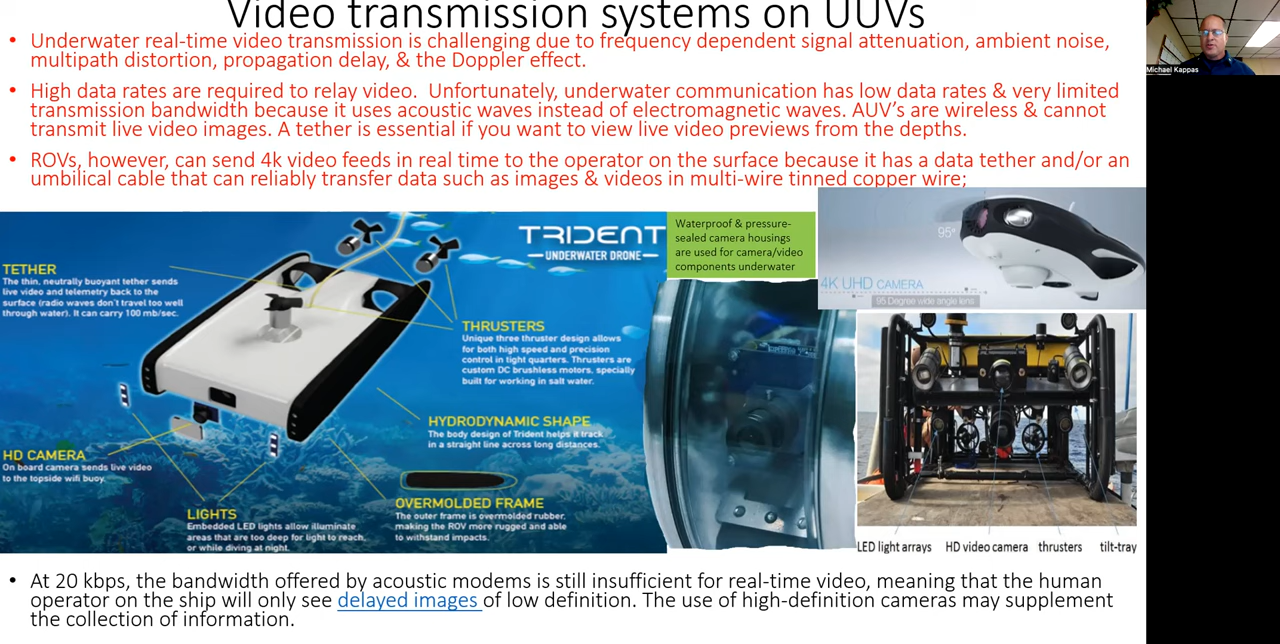 Video transmission systems on UUVs
Michael Kappas
• Underwater real-time video transmission is challenging due to frequency dependent signal attenuation, ambient noise,
multipath distortion, propagation delay, & the Doppler effect.
• High data rates are required to relay video. Unfortunately, underwater communication has low data rates & very limited
transmission bandwidth because it uses acoustic waves instead of electromagnetic waves. AUV's are wireless & cannot
transmit live video images. A tether is essential if you want to view live video previews from the depths.
• ROVs, however, can send 4k video feeds in real time to the operator on the surface because it has a data tether and/or an
umbilical cable that can reliably transfer data such as images & videos in multi-wire tinned copper wire;
TRIDENT
UNDERWATER DRONE
TETHER
The thin, neutrally buoyant tether sends
live video and telemetry back to the
surface (radio waves don't travel too well
through water). It can carry 100 mb/sec.
THRUSTERS
Unique three thruster design allows
for both high speed and precision
control in tight quarters. Thrusters are
custom DC brushless motors, specially
built for working in salt water.
HYDRODYNAMIC SHAPE
The body design of Trident helps it track
in a straight line across long distances.
HD CAMERA
On board camera sends live video
to the topside wifi buoy.
LIGHTS
Embedded LED lights allow illuminate
areas that are too deep for light to reach,
or while diving at night.
OVERMOLDED FRAME
The outer frame is overmolded rubber,
making the ROV more rugged and able
to withstand impacts.
Waterproof & pressure-
sealed camera housings
are used for camera/video
components underwater
95°
4K UHD CAMERA
95 Degree wide angle lens
LED light arrays HD video camera thrusters tilt-tray
• At 20 kbps, the bandwidth offered by acoustic modems is still insufficient for real-time video, meaning that the human
operator on the ship will only see delayed images of low definition. The use of high-definition cameras may supplement
the collection of information.